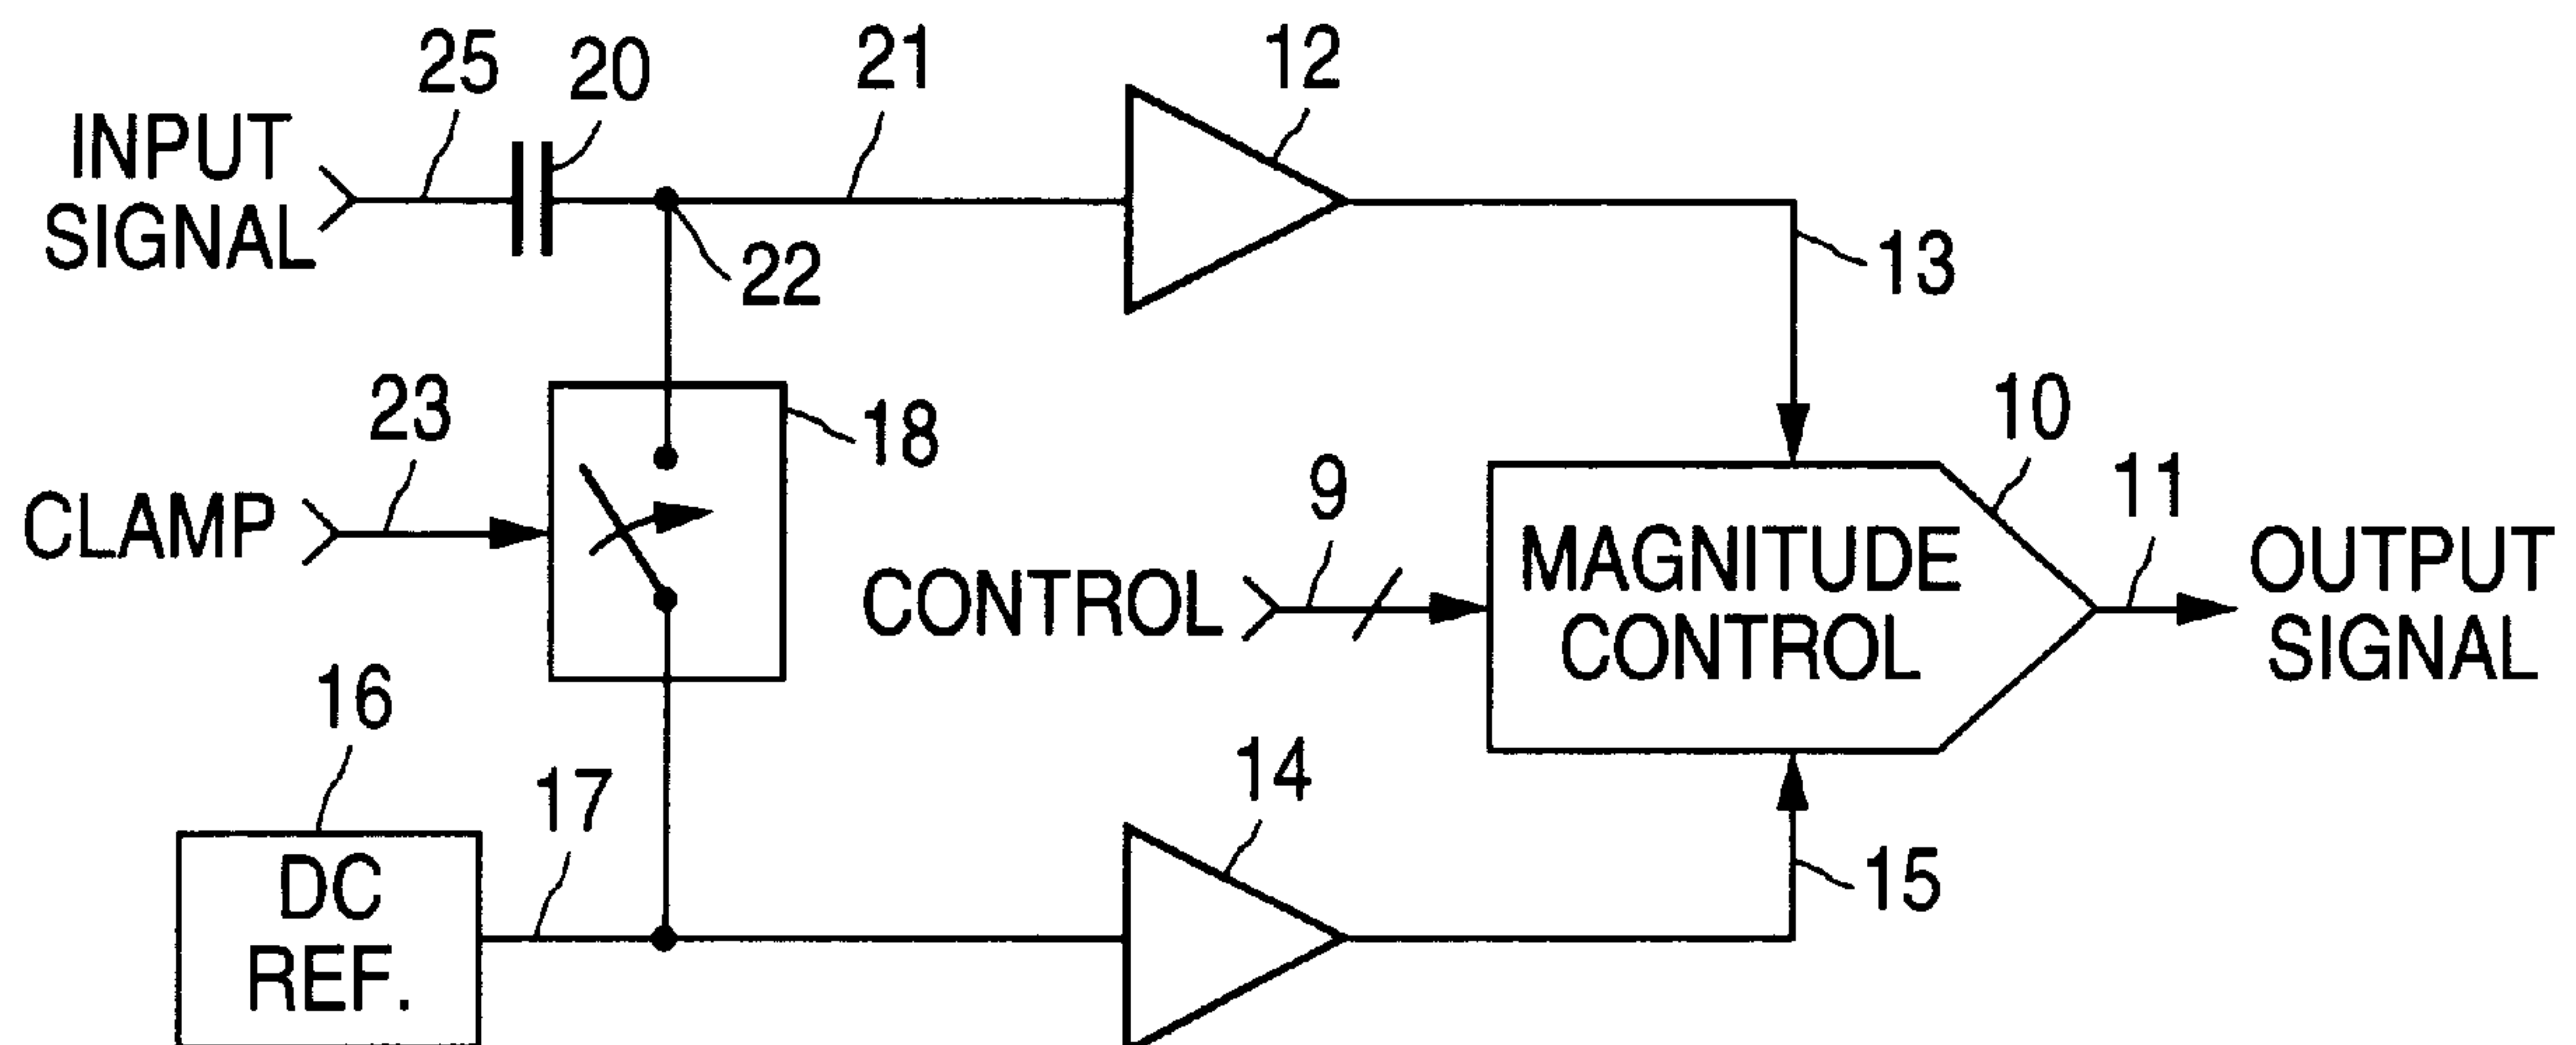 25
20
21
12
INPUT
SIGNAL
22
13
23
18
10
CLAMP
9
11
CONTROL
MAGNITUDE
CONTROL
OUTPUT
SIGNAL
16
17
14
15
DC
REF.